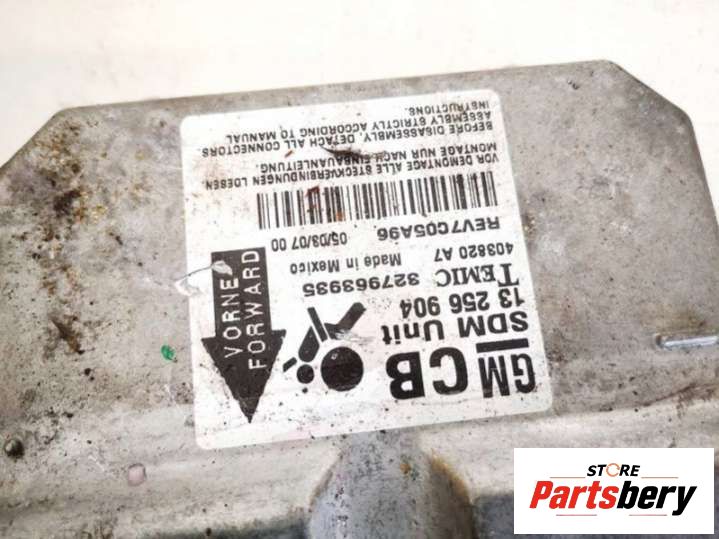 GM
CB
SDM Unit
13 256 904
TEMIC 327963935
403820 A7 Made in Mexico
REV7C05A96 05/03/07 00
VORNE
FORWARD
VOR DEMONTAGE ALLE STECKVERBINDUNGEN LOESEN
MONTAGE NUR NACH EINBAUANLEITUNG.
BEFORE DISASSEMBLY, DETACH ALL CONNECTORS.
ASSEMBLY STRICTLY ACCORDING TO MANUAL
INSTRUCTIONS.
STORE
Partsbery